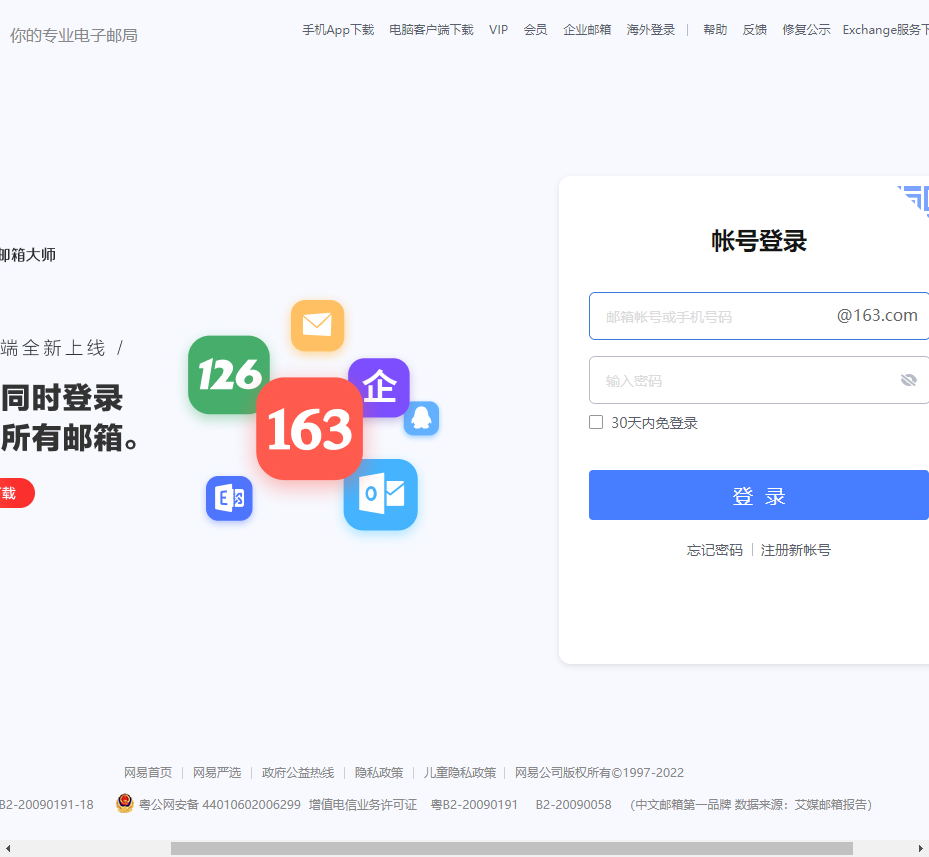 你的专业电子邮局
手机App下载 电脑客户端下载 VIP 会员 企业邮箱 海外登录 | 帮助 反馈 修复公示 Exchange服务下
邮箱大师
端全新上线 /
同时登录
所有邮箱。
载
126
163
企
E
O
帐号登录
邮箱帐号或手机号码 @163.com
输入密码
30天内免登录
登 录
忘记密码 | 注册新帐号
网易首页 | 网易严选 | 政府公益热线 | 隐私政策 | 儿童隐私政策 | 网易公司版权所有©1997-2022
B2-20090191-18 粤公网安备 44010602006299 增值电信业务许可证 粤B2-20090191 B2-20090058 (中文邮箱第一品牌 数据来源：艾媒邮箱报告)